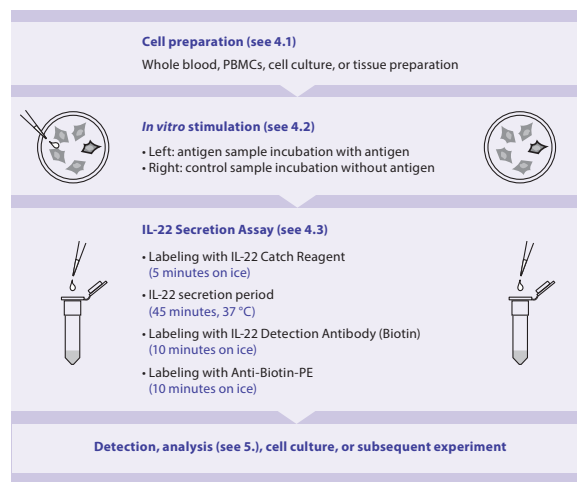 Cell preparation (see 4.1)
Whole blood, PBMCs, cell culture, or tissue preparation
In vitro stimulation (see 4.2)
• Left: antigen sample incubation with antigen
• Right: control sample incubation without antigen
IL-22 Secretion Assay (see 4.3)
• Labeling with IL-22 Catch Reagent
(5 minutes on ice)
• IL-22 secretion period
(45 minutes, 37 °C)
• Labeling with IL-22 Detection Antibody (Biotin)
(10 minutes on ice)
• Labeling with Anti-Biotin-PE
(10 minutes on ice)
Detection, analysis (see 5.), cell culture, or subsequent experiment